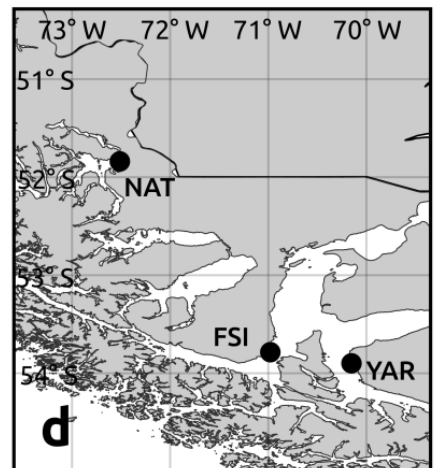 73° W 72° W 71° W 70° W
51° S
52° S
NAT
53° S
FSI
YAR
54° S
d